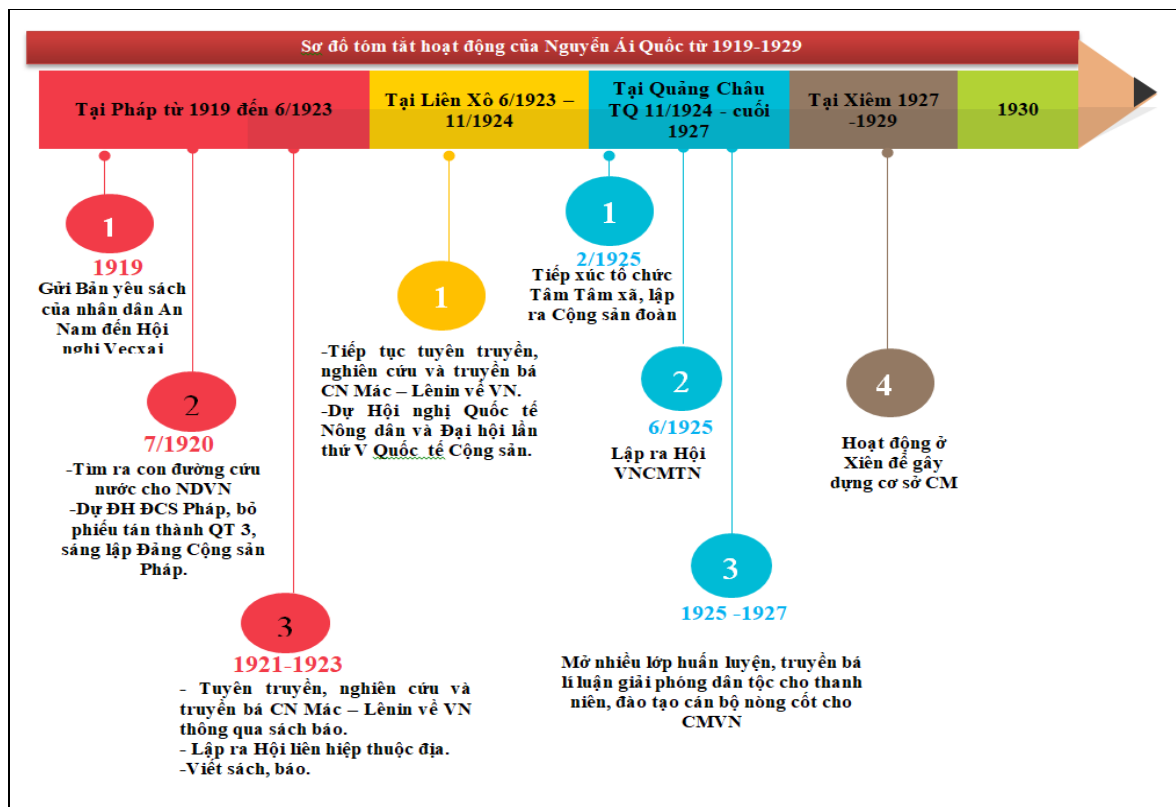 Sơ đồ tóm tắt hoạt động của Nguyễn Ái Quốc từ 1919-1929
Tại Pháp từ 1919 đến 6/1923
Tại Liên Xô 6/1923 –
11/1924
Tại Quảng Châu
TQ 11/1924 - cuối
1927
Tại Xiêm 1927
-1929
1930
1
1919
Gửi Bản yêu sách
của nhân dân An
Nam đến Hội
nghị Vecxai
2
7/1920
-Tìm ra con đường cứu
nước cho NDVN
-Dự ĐH ĐCS Pháp, bỏ
phiếu tán thành QT 3,
sáng lập Đảng Cộng sản
Pháp.
3
1921-1923
- Tuyên truyền, nghiên cứu và
truyền bá CN Mác – Lênin về VN
thông qua sách báo.
- Lập ra Hội liên hiệp thuộc địa.
-Viết sách, báo.
1
-Tiếp tục tuyên truyền,
nghiên cứu và truyền bá
CN Mác – Lênin về VN.
-Dự Hội nghị Quốc tế
Nông dân và Đại hội lần
thứ V Quốc tế Cộng sản.
1
2/1925
Tiếp xúc tổ chức
Tâm Tâm xã, lập
ra Cộng sản đoàn
2
6/1925
Lập ra Hội
VNCMTN
3
1925 -1927
Mở nhiều lớp huấn luyện, truyền bá
lí luận giải phóng dân tộc cho thanh
niên, đào tạo cán bộ nòng cốt cho
CMVN
4
Hoạt động ở
Xiên để gây
dựng cơ sở CM